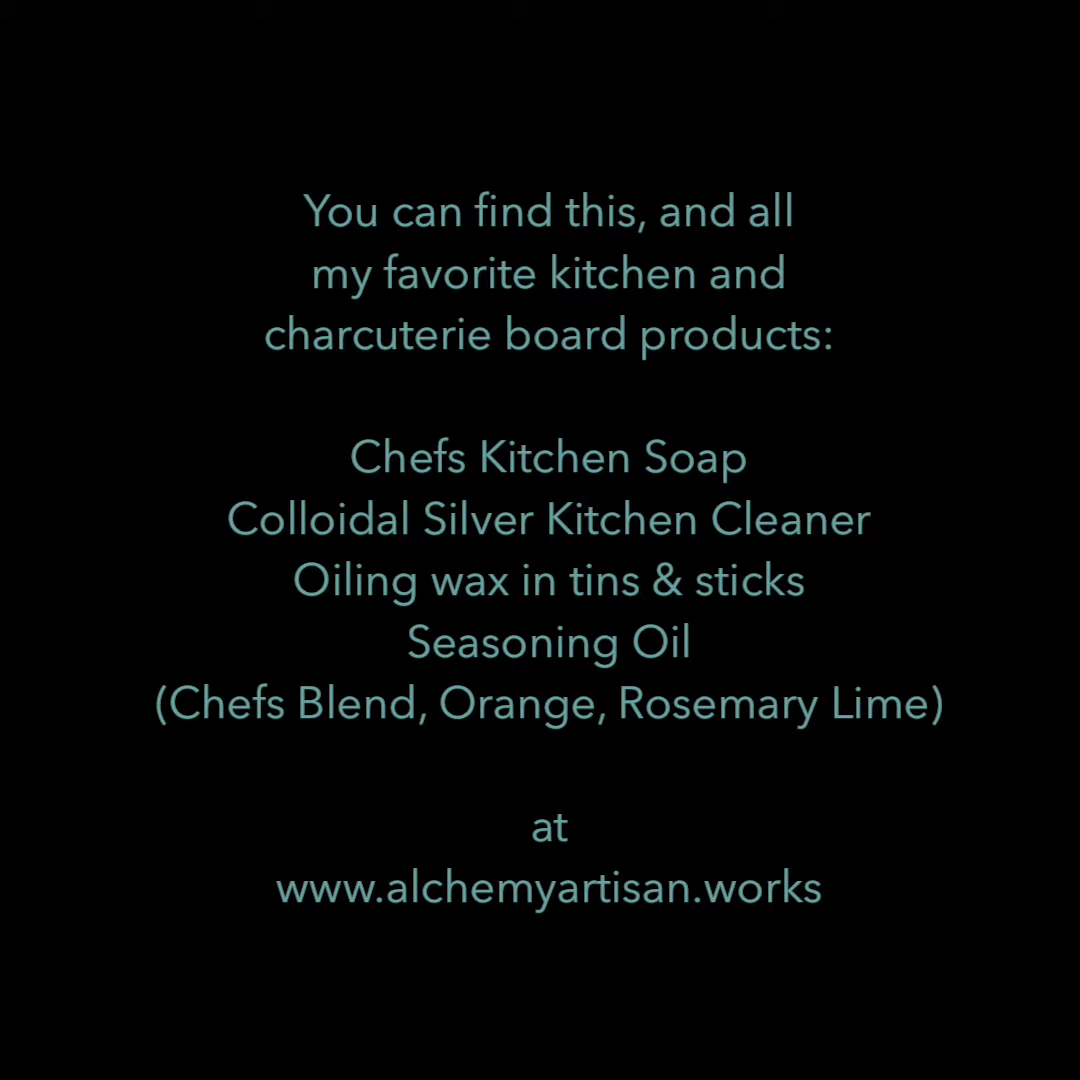 You can find this, and all
my favorite kitchen and
charcuterie board products:
Chefs Kitchen Soap
Colloidal Silver Kitchen Cleaner
Oiling wax in tins & sticks
Seasoning Oil
(Chefs Blend, Orange, Rosemary Lime)
at
www.alchemyartisan.works